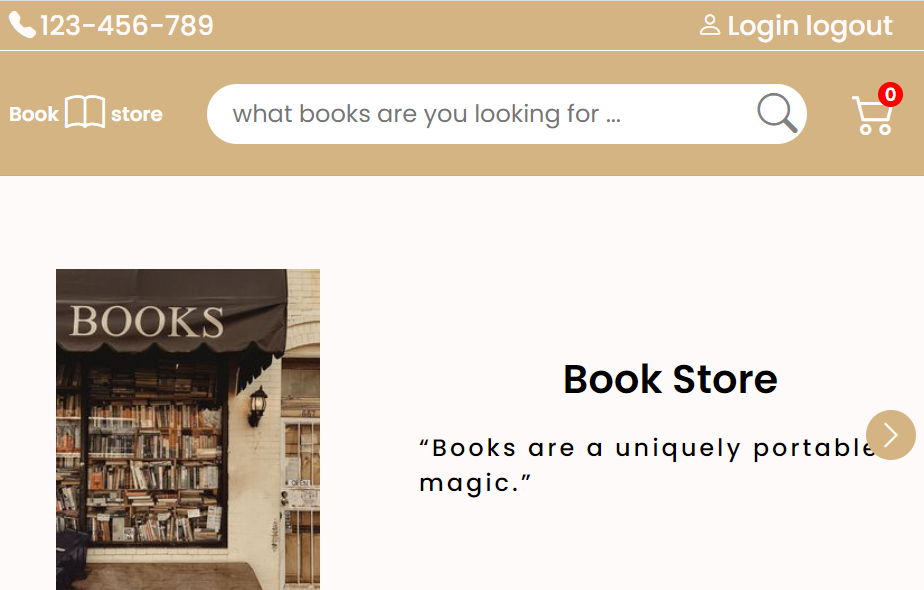 123-456-789
Login logout
Book store
what books are you looking for ...
0
BOOKS
Book Store
“Books are a uniquely portable
magic.”
OPEN